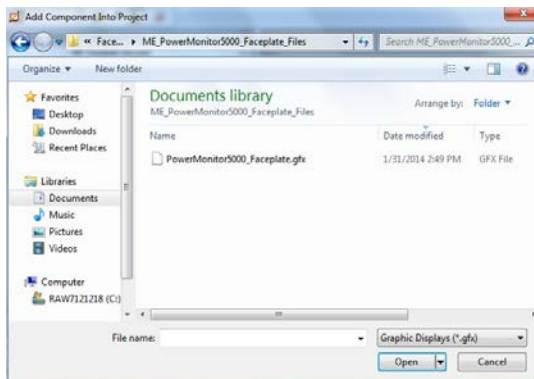 Add Component Into Project
« Face... ▸ ME_PowerMonitor5000_Faceplate_Files
Search ME_PowerMonitor5000_...
Organize ▾ New folder
Favorites
Desktop
Downloads
Recent Places
Libraries
Documents
Music
Pictures
Videos
Computer
RAW7121218 (C:)
Documents library
ME_PowerMonitor5000_Faceplate_Files
Arrange by: Folder ▾
Name Date modified Type
PowerMonitor5000_Faceplate.gfx 1/31/2014 2:49 PM GFX File
File name: Graphic Displays (*.gfx)
Open Cancel